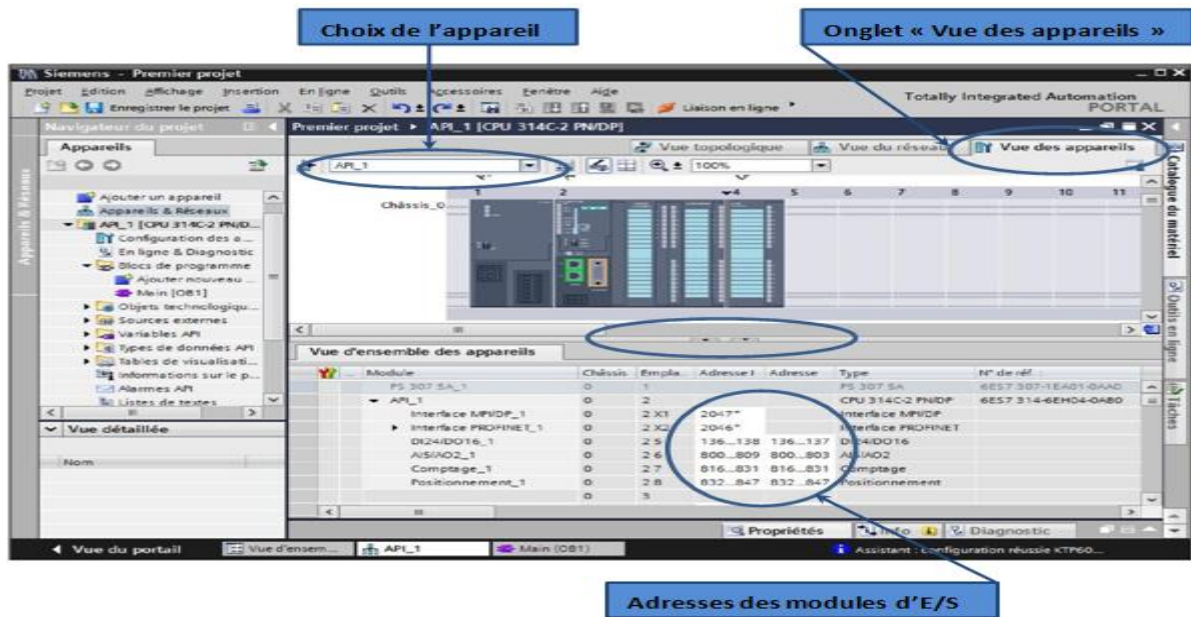 Choix de l'appareil
Onglet « Vue des appareils »
Siemens - Premier projet
Projet Edition Affichage Insertion En ligne Outils Accessoires Fenêtre Aide
Totally Integrated Automation
PORTAL
Enregistrer le projet
Liaison en ligne
Navigateur du projet
Premier projet ▸ API_1 [CPU 314C-2 PN/DP]
Appareils
Vue topologique
Vue du réseau
Vue des appareils
API_1
100%
1 2 4 5 6 7 8 9 10 11
Châssis_0
Ajouter un appareil
Appareils & Réseaux
API_1 [CPU 314C-2 PN/D...
Configuration des a...
En ligne & Diagnostic
Blocs de programme
Ajouter nouveau ...
Main [OB1]
Objets technologiqu...
Sources externes
Variables API
Types de données API
Tables de visualisati...
Informations sur le p...
Alarmes API
Listes de textes
Vue détaillée
Nom
Appareils & Réseaux
Catalogue du matériel
Outils en ligne
Tâches
Vue d'ensemble des appareils
... Module Châssis Empla... Adresse I Adresse Type N° de réf.
PS 307 5A_1 0 1 PS 307 5A 6ES7 307-1EA01-0AA0
API_1 0 2 CPU 314C-2 PN/DP 6ES7 314-6EH04-0AB0
Interface MPI/DP_1 0 2 X1 2047* Interface MPI/DP
Interface PROFINET_1 0 2 X2 2046* Interface PROFINET
DI24/DO16_1 0 2 5 136...138 136...137 DI24/DO16
AI5/AO2_1 0 2 6 800...809 800...803 AI5/AO2
Comptage_1 0 2 7 816...831 816...831 Comptage
Positionnement_1 0 2 8 832...847 832...847 Positionnement
0 3
Propriétés
Info
Diagnostic
Vue du portail
Vue d'ensem...
API_1
Main (OB1)
Assistant : configuration réussie KTP60...
Adresses des modules d'E/S